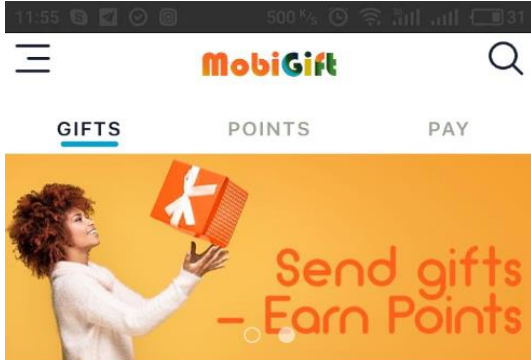 11:55 500 K/s 31
MobiGift
GIFTS POINTS PAY
Send gifts
– Earn Points